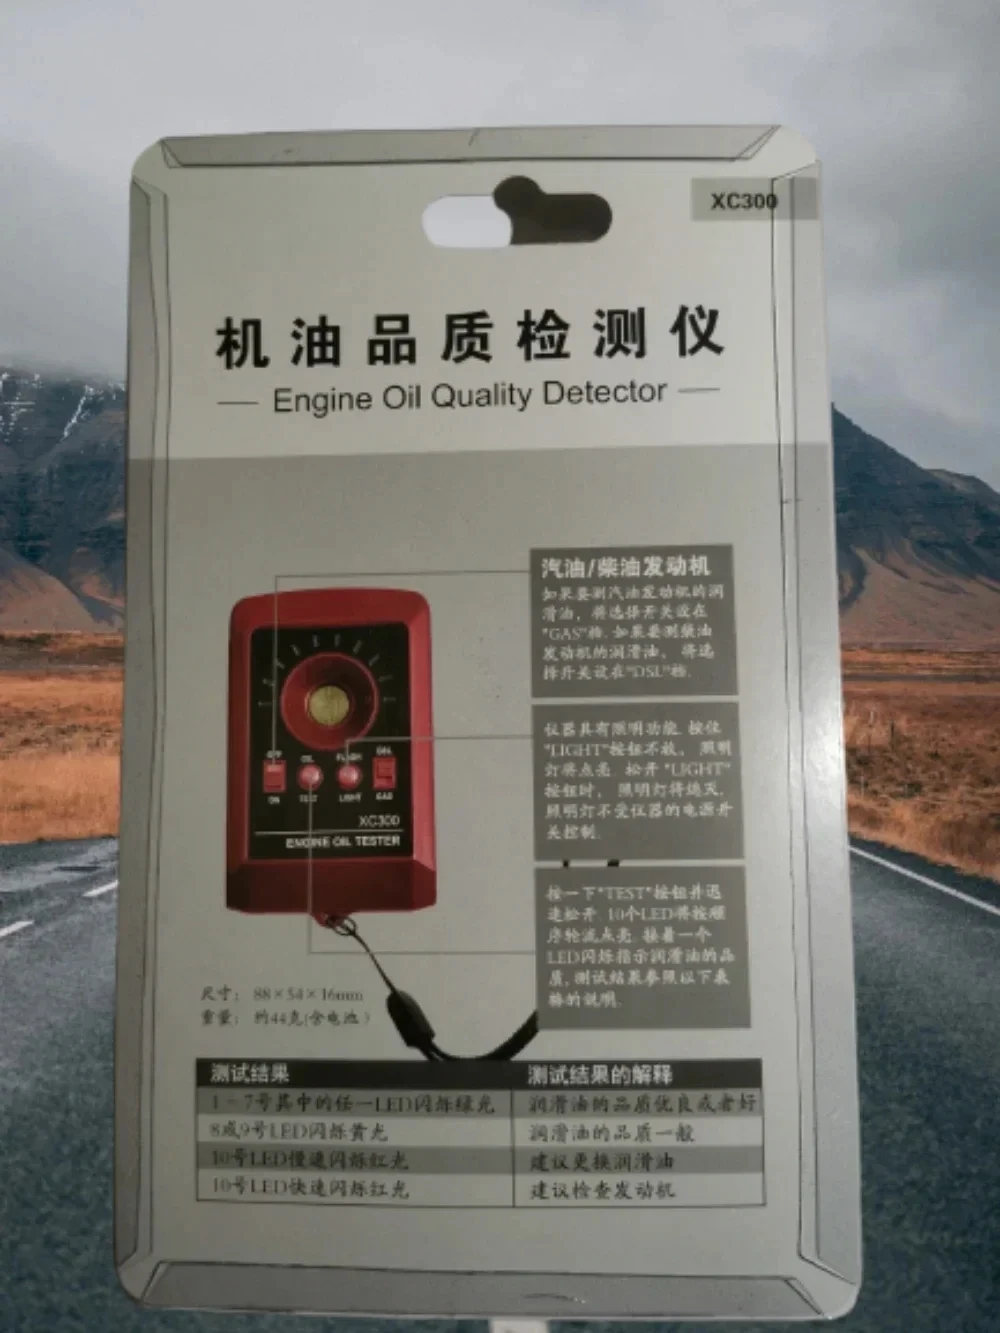 XC300
机油品质检测仪
Engine Oil Quality Detector
汽油/柴油发动机
如果要测汽油发动机的润
滑油，将选择开关设在
"GAS"档.如果要测柴油
发动机的润滑油，将选
择开关设在"DSL"档.
仪器具有照明功能.按住
"LIGHT"按钮不放，照明
灯将点亮.松开"LIGHT"
按钮时，照明灯将熄灭.
照明灯不受仪器的电源开
关控制.
OFF
OIL
FLASH
DSL
ON
TEST
LIGHT
GAS
XC300
ENGINE OIL TESTER
按一下"TEST"按钮并迅
速松开.10个LED将按顺
序轮流点亮.接着一个
LED闪烁指示润滑油的品
质,测试结果参照以下表
格的说明.
尺寸：88×54×16mm
重量：约44克(含电池)
测试结果 测试结果的解释
1-7号其中的任一LED闪烁绿光 润滑油的品质优良或者好
8或9号LED闪烁黄光 润滑油的品质一般
10号LED慢速闪烁红光 建议更换润滑油
10号LED快速闪烁红光 建议检查发动机